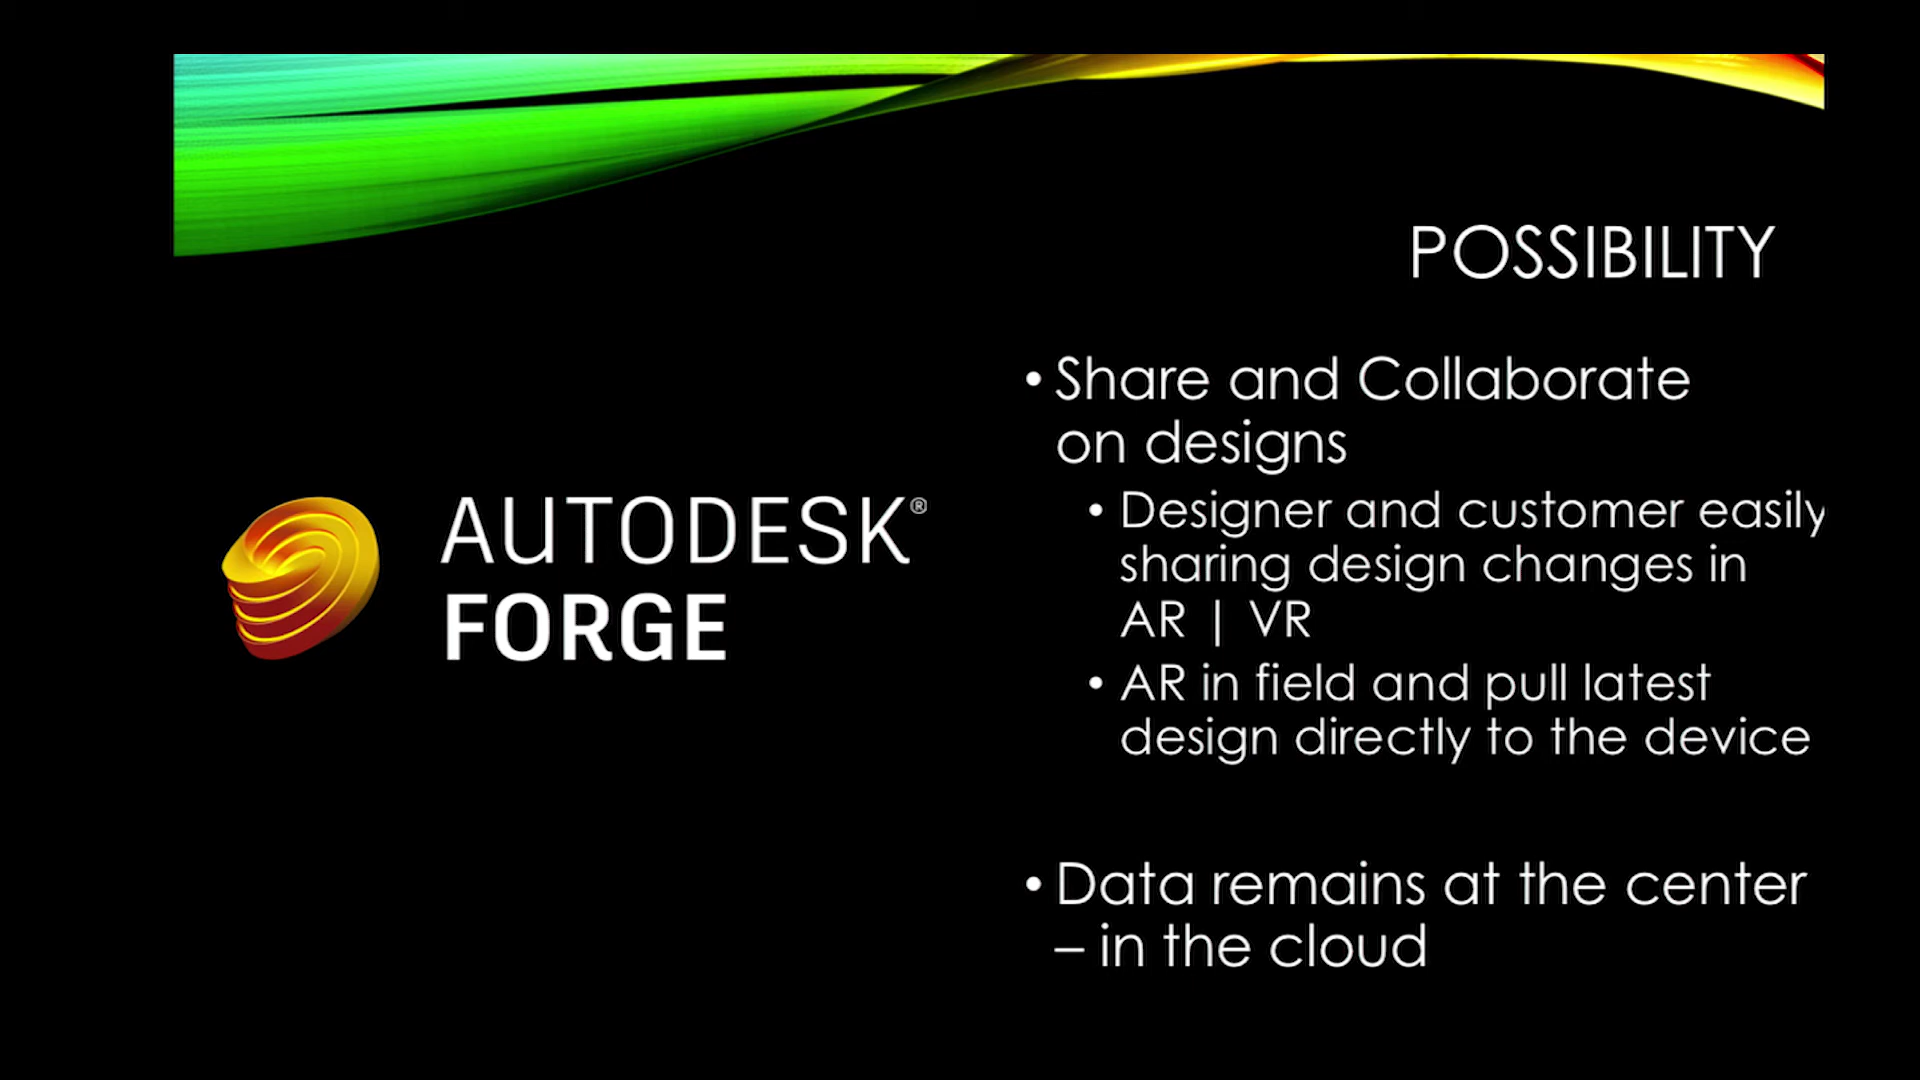 POSSIBILITY
AUTODESK®
FORGE
• Share and Collaborate
on designs
• Designer and customer easily
sharing design changes in
AR | VR
• AR in field and pull latest
design directly to the device
• Data remains at the center
– in the cloud